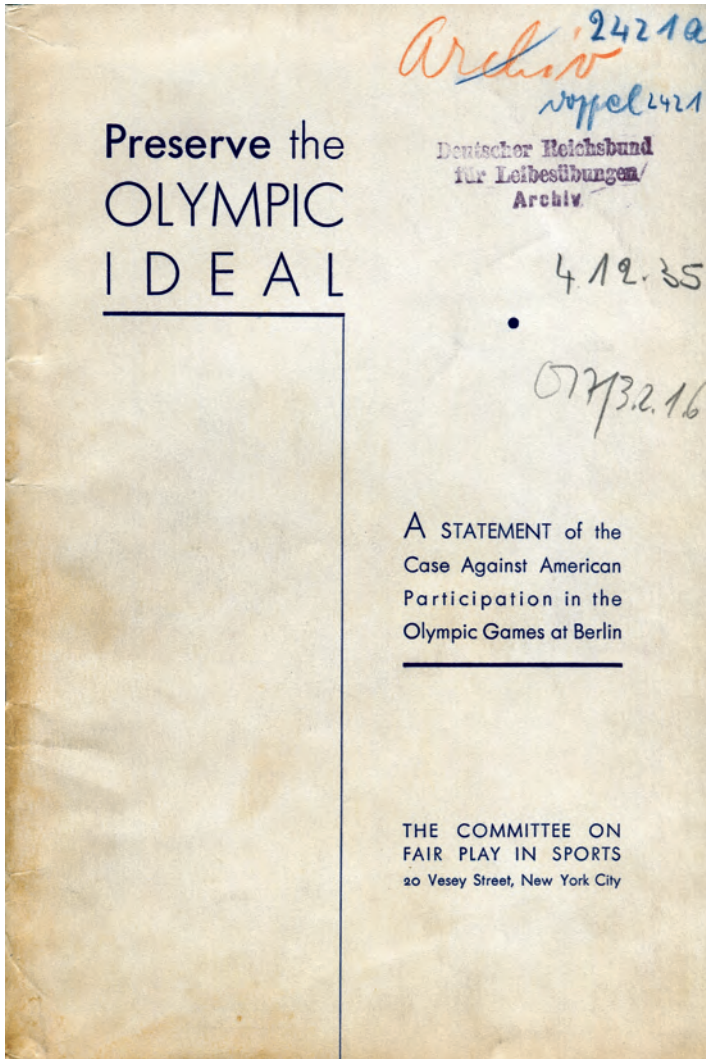 2421a
Archiv
doppel 2421
Preserve the
OLYMPIC
IDEAL
Deutscher Reichsbund
für Leibesübungen
Archiv
4.12.35
A STATEMENT of the
Case Against American
Participation in the
Olympic Games at Berlin
THE COMMITTEE ON
FAIR PLAY IN SPORTS
20 Vesey Street, New York City